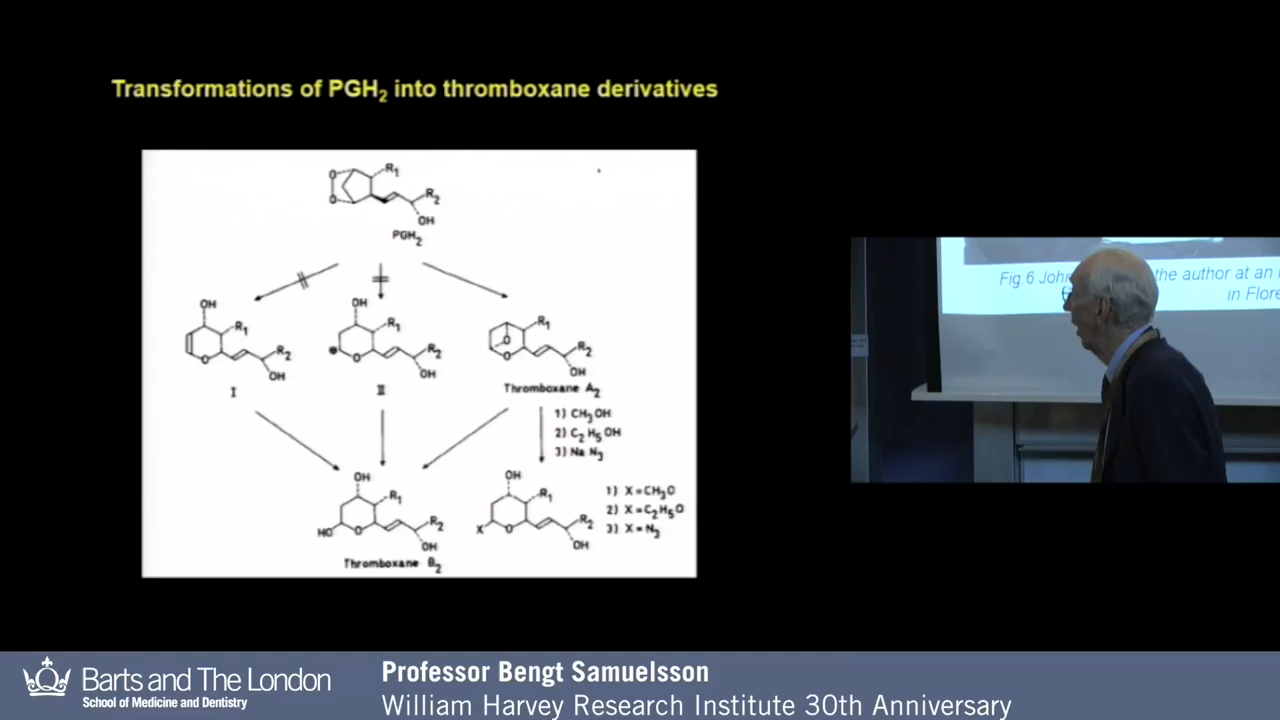 Transformations of PGH2 into thromboxane derivatives
R1
O
O
R2
OH
PGH2
OH
R1
R2
O
OH
I
OH
R1
⊕
O
R2
OH
II
R1
O
O
R2
OH
Thromboxane A2
1) CH3OH
2) C2H5OH
3) Na N3
OH
R1
HO
O
R2
OH
Thromboxane B2
OH
R1
X
O
R2
OH
1) X=CH3O
2) X=C2H5O
3) X=N3
Fig.6 John the author at an
in Flore
Barts and The London
School of Medicine and Dentistry
Professor Bengt Samuelsson
William Harvey Research Institute 30th Anniversary